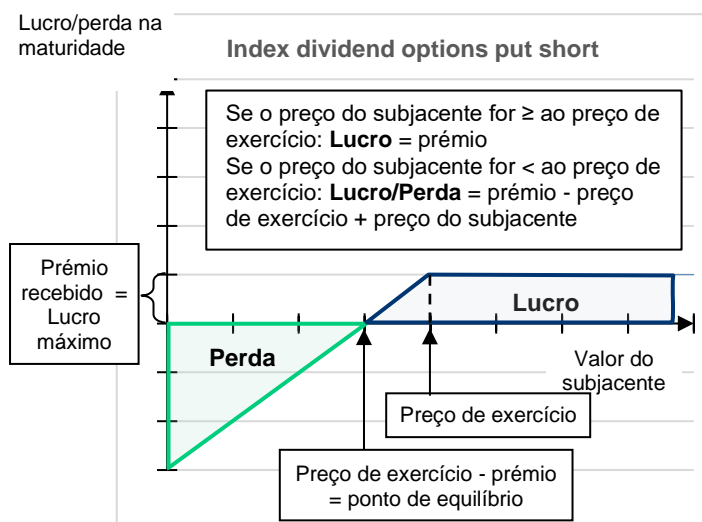 Lucro/perda na
maturidade
Index dividend options put short
Se o preço do subjacente for ≥ ao preço de
exercício: Lucro = prémio
Se o preço do subjacente for < ao preço de
exercício: Lucro/Perda = prémio - preço
de exercício + preço do subjacente
Prémio
recebido =
Lucro
máximo
Lucro
Perda
Valor do
subjacente
Preço de exercício
Preço de exercício - prémio
= ponto de equilíbrio